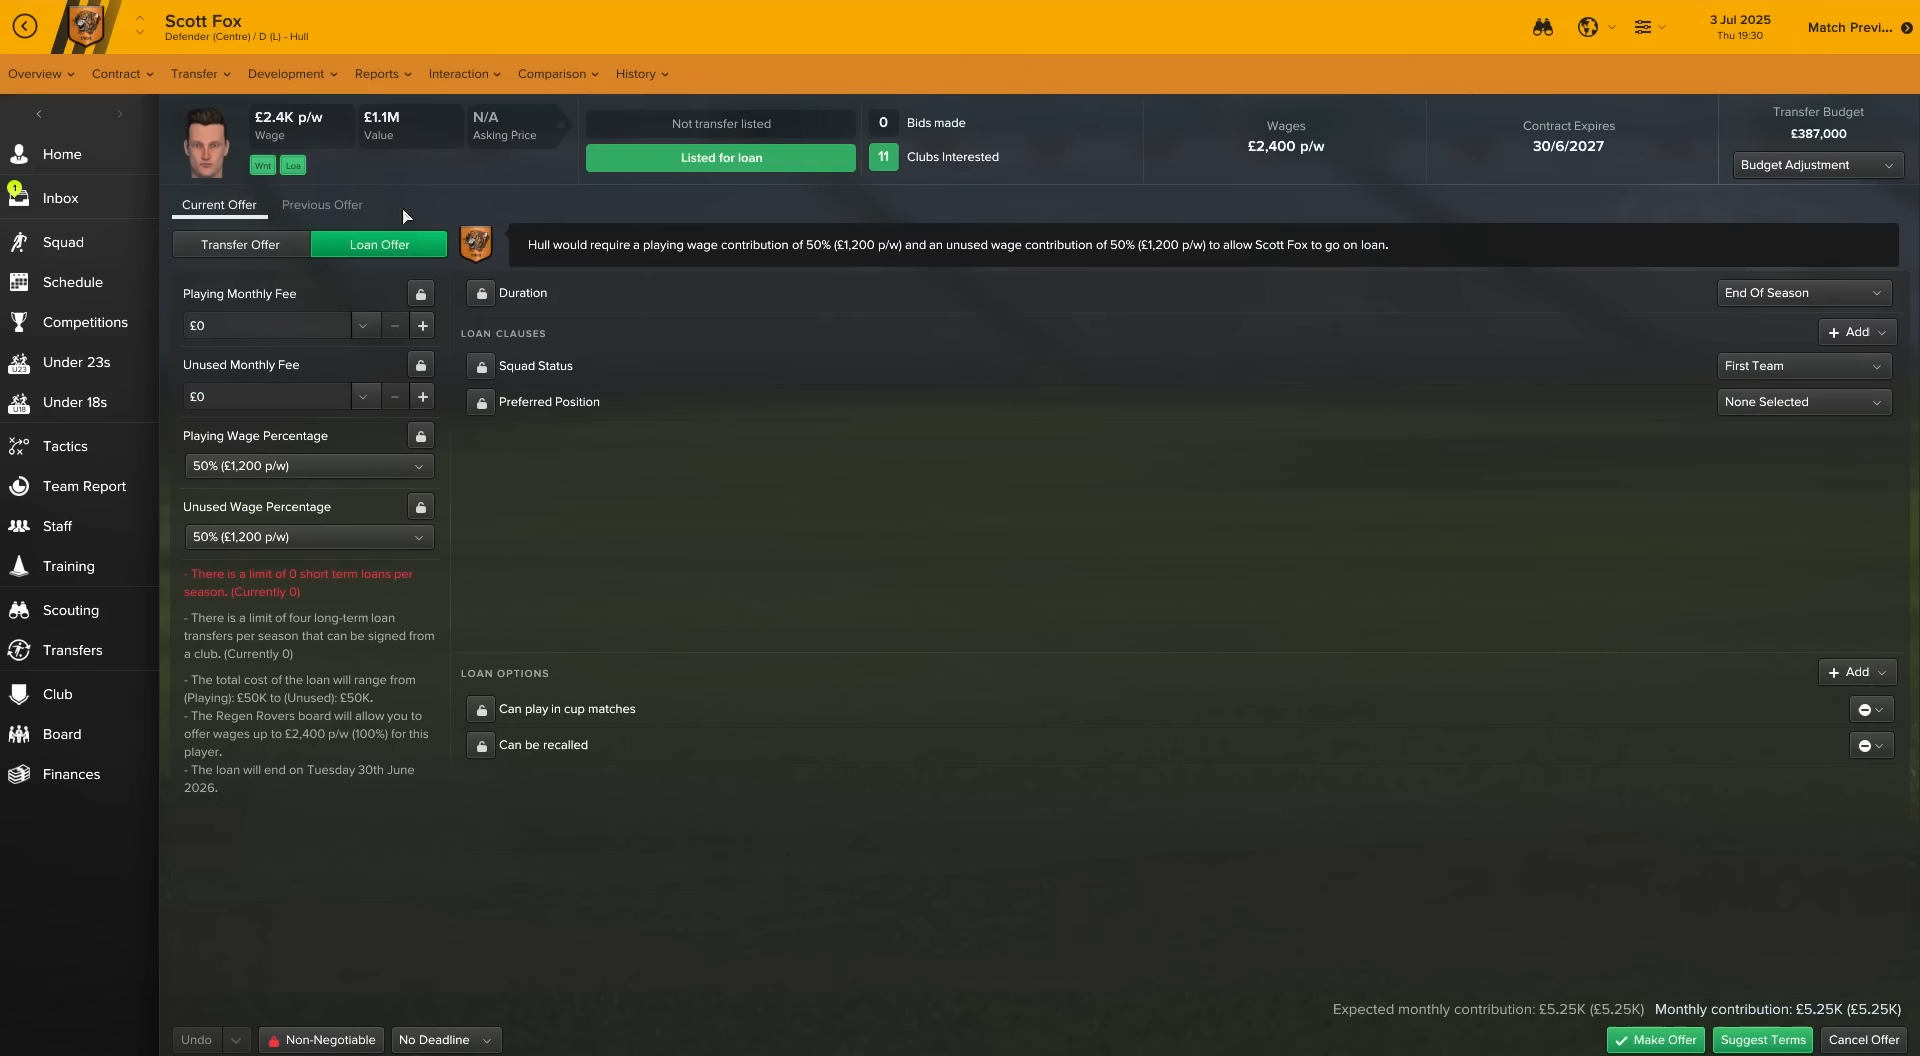 Scott Fox
Defender (Centre) / D (L) - Hull
3 Jul 2025
Thu 19:30
Match Previ...
Overview
Contract
Transfer
Development
Reports
Interaction
Comparison
History
Home
1
Inbox
Squad
Schedule
Competitions
U23
Under 23s
U18
Under 18s
Tactics
Team Report
Staff
Training
Scouting
Transfers
Club
Board
Finances
£2.4K p/w
Wage
£1.1M
Value
N/A
Asking Price
Wnt
Loa
Not transfer listed
Listed for loan
0 Bids made
11 Clubs Interested
Wages
£2,400 p/w
Contract Expires
30/6/2027
Transfer Budget
£387,000
Budget Adjustment
Current Offer
Previous Offer
Transfer Offer
Loan Offer
Hull would require a playing wage contribution of 50% (£1,200 p/w) and an unused wage contribution of 50% (£1,200 p/w) to allow Scott Fox to go on loan.
Playing Monthly Fee
£0
Unused Monthly Fee
£0
Playing Wage Percentage
50% (£1,200 p/w)
Unused Wage Percentage
50% (£1,200 p/w)
- There is a limit of 0 short term loans per
season. (Currently 0)
- There is a limit of four long-term loan
transfers per season that can be signed from
a club. (Currently 0)
- The total cost of the loan will range from
(Playing): £50K to (Unused): £50K.
- The Regen Rovers board will allow you to
offer wages up to £2,400 p/w (100%) for this
player.
- The loan will end on Tuesday 30th June
2026.
Duration
End Of Season
LOAN CLAUSES
Add
Squad Status
First Team
Preferred Position
None Selected
LOAN OPTIONS
Add
Can play in cup matches
Can be recalled
Expected monthly contribution: £5.25K (£5.25K) Monthly contribution: £5.25K (£5.25K)
Undo
Non-Negotiable
No Deadline
Make Offer
Suggest Terms
Cancel Offer